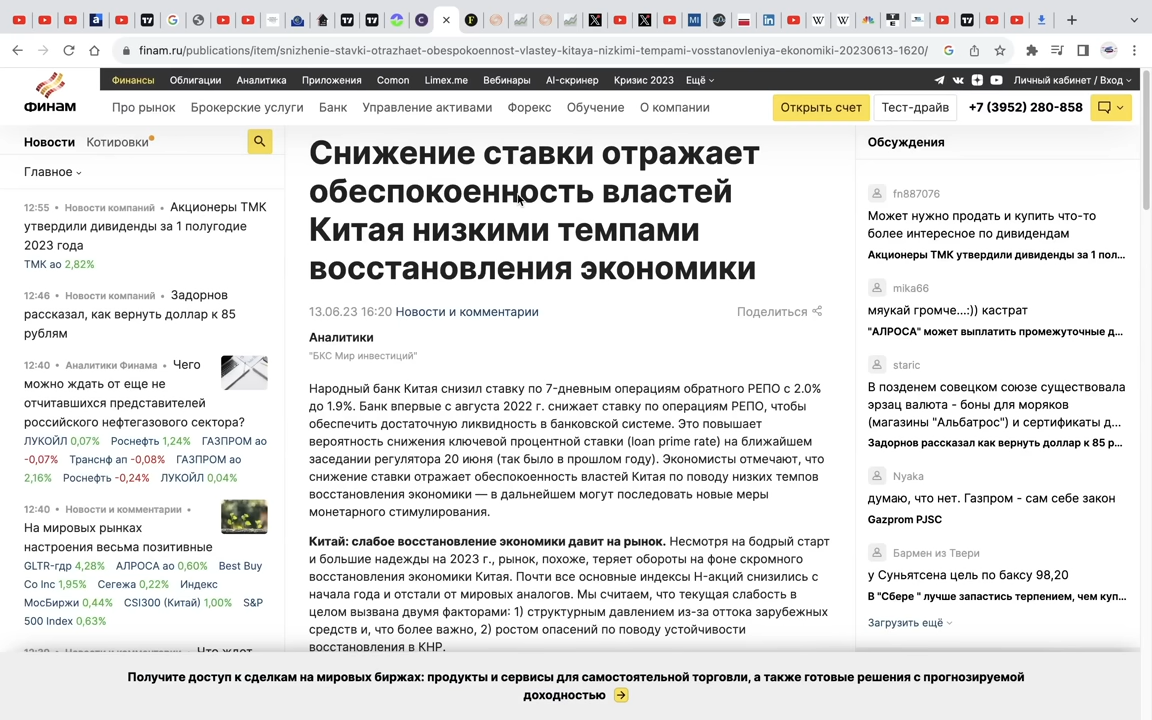 finam.ru/publications/item/snizhenie-stavki-otrazhaet-obespokoennost-vlastey-kitaya-nizkimi-tempami-vosstanovleniya-ekonomiki-20230613-1620/
ФИНАМ
Финансы Облигации Аналитика Приложения Comon Limex.me Вебинары AI-скринер Кризис 2023 Ещё
Личный кабинет / Вход
Про рынок Брокерские услуги Банк Управление активами Форекс Обучение О компании
Открыть счет Тест-драйв +7 (3952) 280-858
Новости Котировки
Главное
12:55 • Новости компаний • Акционеры ТМК
утвердили дивиденды за 1 полугодие
2023 года
ТМК ао 2,82%
12:46 • Новости компаний • Задорнов
рассказал, как вернуть доллар к 85
рублям
12:40 • Аналитики Финама • Чего
можно ждать от еще не
отчитавшихся представителей
российского нефтегазового сектора?
ЛУКОЙЛ 0,07% Роснефть 1,24% ГАЗПРОМ ао
-0,07% Транснф ап -0,08% ГАЗПРОМ ао
2,16% Роснефть -0,24% ЛУКОЙЛ 0,04%
12:40 • Новости и комментарии •
На мировых рынках
настроения весьма позитивные
GLTR-гдр 4,28% АЛРОСА ао 0,60% Best Buy
Co Inc 1,95% Сегежа 0,22% Индекс
МосБиржи 0,44% CSI300 (Китай) 1,00% S&P
500 Index 0,63%
Снижение ставки отражает
обеспокоенность властей
Китая низкими темпами
восстановления экономики
13.06.23 16:20 Новости и комментарии
Поделиться
Аналитики
"БКС Мир инвестиций"
Народный банк Китая снизил ставку по 7-дневным операциям обратного РЕПО с 2.0%
до 1.9%. Банк впервые с августа 2022 г. снижает ставку по операциям РЕПО, чтобы
обеспечить достаточную ликвидность в банковской системе. Это повышает
вероятность снижения ключевой процентной ставки (loan prime rate) на ближайшем
заседании регулятора 20 июня (так было в прошлом году). Экономисты отмечают, что
снижение ставки отражает обеспокоенность властей Китая по поводу низких темпов
восстановления экономики — в дальнейшем могут последовать новые меры
монетарного стимулирования.
Китай: слабое восстановление экономики давит на рынок. Несмотря на бодрый старт
и большие надежды на 2023 г., рынок, похоже, теряет обороты на фоне скромного
восстановления экономики Китая. Почти все основные индексы H-акций снизились с
начала года и отстали от мировых аналогов. Мы считаем, что текущая слабость в
целом вызвана двумя факторами: 1) структурным давлением из-за оттока зарубежных
средств и, что более важно, 2) ростом опасений по поводу устойчивости
восстановления в КНР.
Обсуждения
fn887076
Может нужно продать и купить что-то
более интересное по дивидендам
Акционеры ТМК утвердили дивиденды за 1 пол...
mika66
мяукай громче...:)) кастрат
"АЛРОСА" может выплатить промежуточные д...
staric
В позденем совецком союзе существовала
эрзац валюта - боны для моряков
(магазины "Альбатрос") и сертификаты д...
Задорнов рассказал как вернуть доллар к 85 р...
Nyaka
думаю, что нет. Газпром - сам себе закон
Gazprom PJSC
Бармен из Твери
у Суньятсена цель по баксу 98,20
В "Сбере " лучше запастись терпением, чем куп...
Загрузить ещё
Получите доступ к сделкам на мировых биржах: продукты и сервисы для самостоятельной торговли, а также готовые решения с прогнозируемой
доходностью